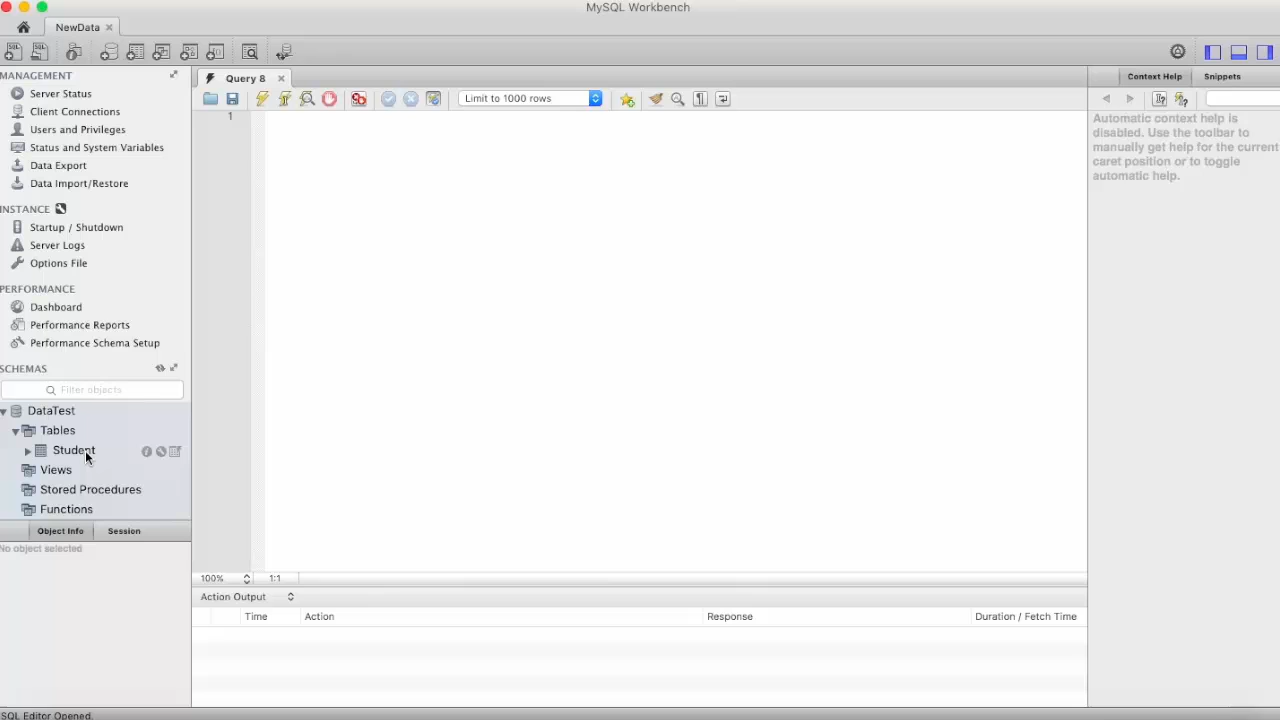 MySQL Workbench
NewData
MANAGEMENT
Server Status
Client Connections
Users and Privileges
Status and System Variables
Data Export
Data Import/Restore
INSTANCE
Startup / Shutdown
Server Logs
Options File
PERFORMANCE
Dashboard
Performance Reports
Performance Schema Setup
SCHEMAS
Filter objects
DataTest
Tables
Student
Views
Stored Procedures
Functions
Object Info Session
No object selected
Query 8
Limit to 1000 rows
1
100% 1:1
Action Output
Time Action Response Duration / Fetch Time
Context Help Snippets
Automatic context help is
disabled. Use the toolbar to
manually get help for the current
caret position or to toggle
automatic help.
SQL Editor Opened.